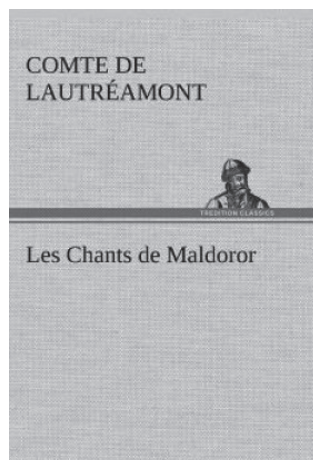 COMTE DE
LAUTRÉAMONT
TREDITION CLASSICS
Les Chants de Maldoror